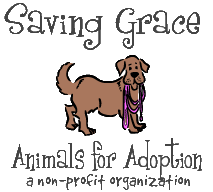 Saving Grace
Animals for Adoption
a non-profit organization